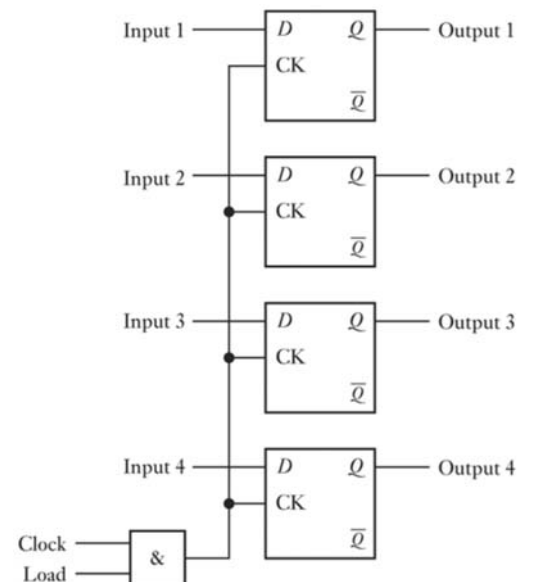 Input 1 D Q Output 1
CK
Q̅
Input 2 D Q Output 2
CK
Q̅
Input 3 D Q Output 3
CK
Q̅
Input 4 D Q Output 4
CK
Q̅
Clock
&
Load